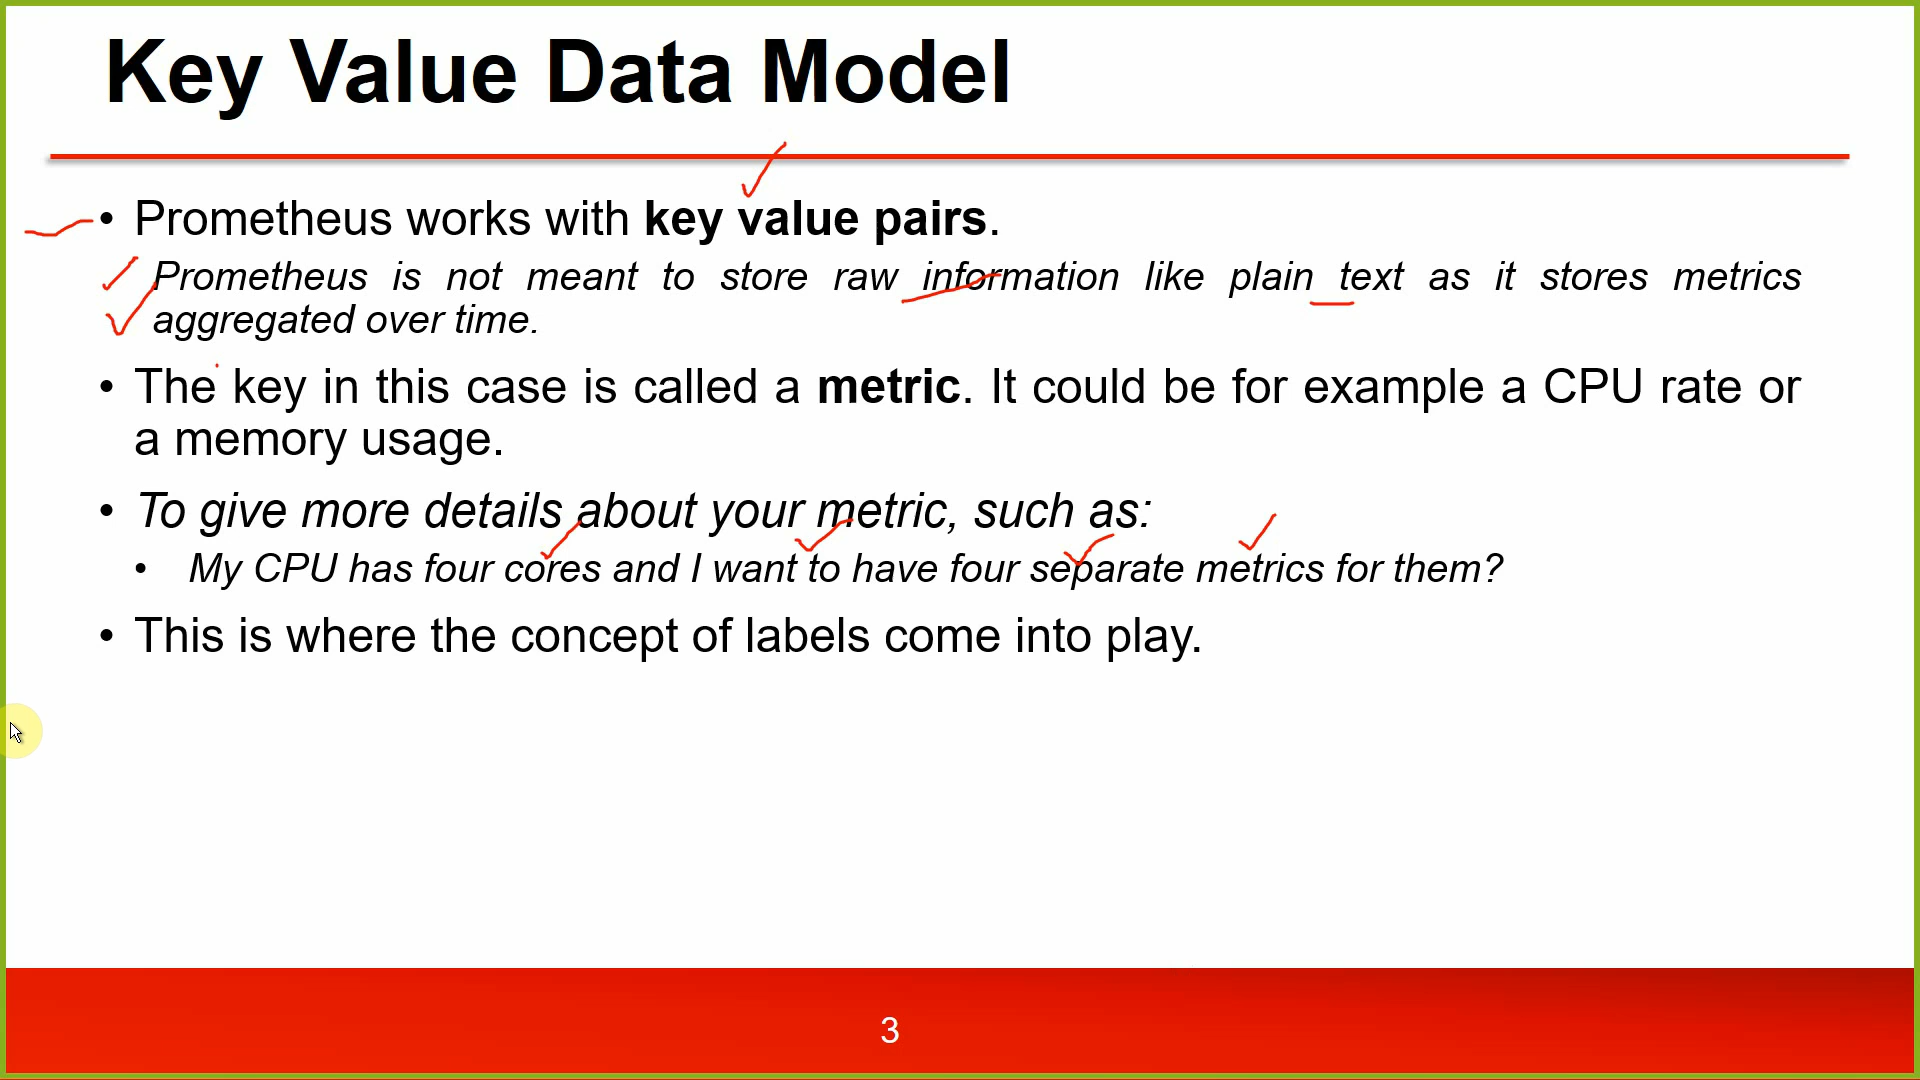 Key Value Data Model
• Prometheus works with key value pairs.
Prometheus is not meant to store raw information like plain text as it stores metrics
aggregated over time.
• The key in this case is called a metric. It could be for example a CPU rate or
a memory usage.
• To give more details about your metric, such as:
• My CPU has four cores and I want to have four separate metrics for them?
• This is where the concept of labels come into play.
3